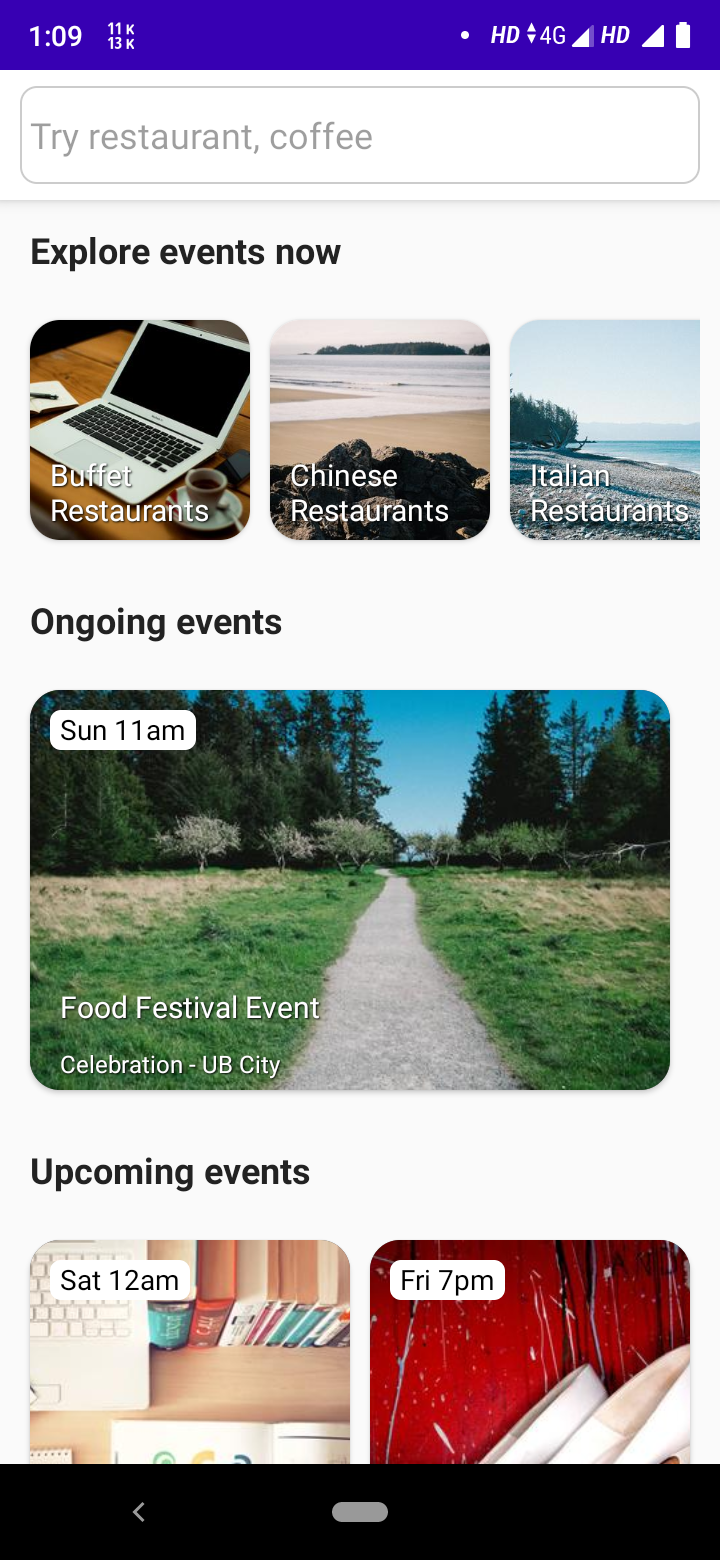 1:09
11 K
13 K
HD 4G HD
Try restaurant, coffee
Explore events now
Buffet
Restaurants
Chinese
Restaurants
Italian
Restaurants
Ongoing events
Sun 11am
Food Festival Event
Celebration - UB City
Upcoming events
Sat 12am
Fri 7pm